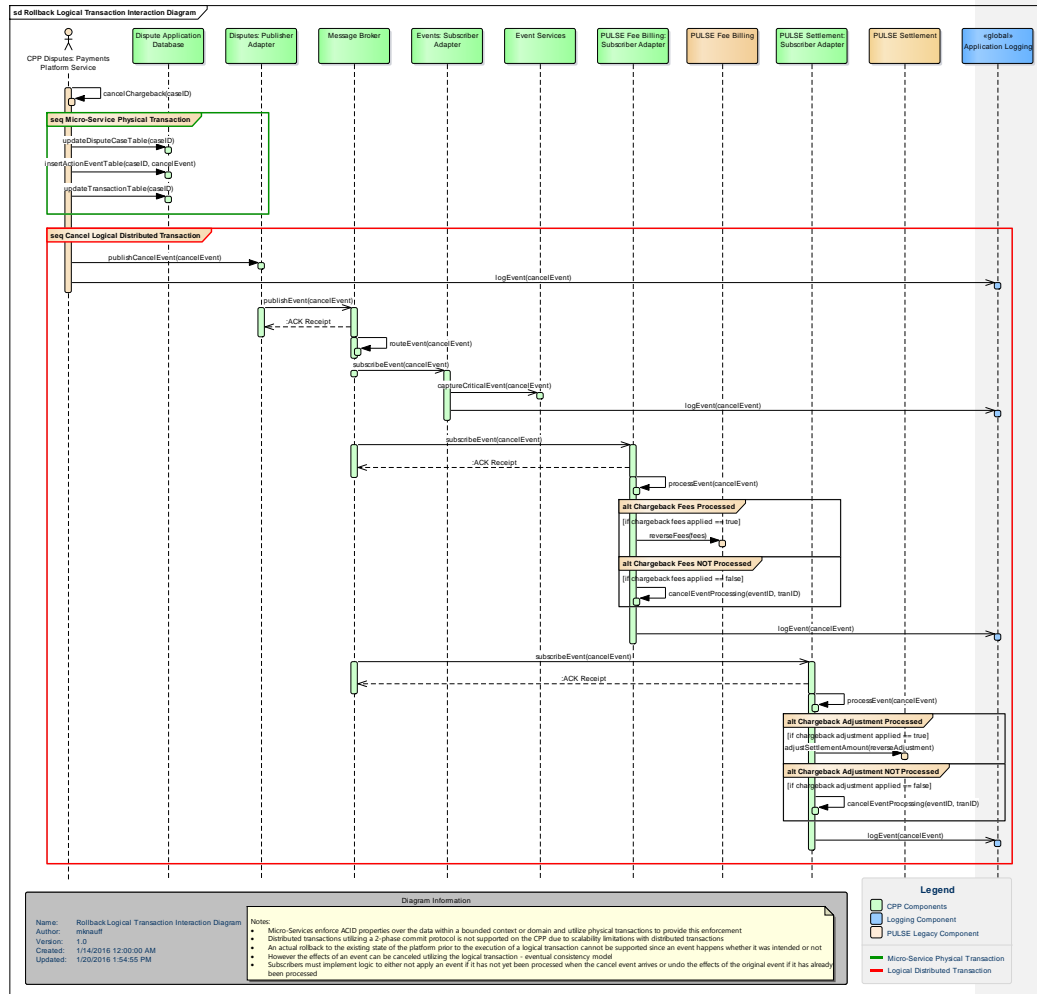 sd Rollback Logical Transaction Interaction Diagram
CPP Disputes: Payments
Platform Service
Dispute Application
Database
Disputes: Publisher
Adapter
Message Broker
Events: Subscriber
Adapter
Event Services
PULSE Fee Billing:
Subscriber Adapter
PULSE Fee Billing
PULSE Settlement:
Subscriber Adapter
PULSE Settlement
«global»
Application Logging
cancelChargeback(caseID)
seq Micro-Service Physical Transaction
updateDisputeCaseTable(caseID)
insertActionEventTable(caseID, cancelEvent)
updateTransactionTable(caseID)
seq Cancel Logical Distributed Transaction
publishCancelEvent(cancelEvent)
logEvent(cancelEvent)
publishEvent(cancelEvent)
:ACK Receipt
routeEvent(cancelEvent)
subscribeEvent(cancelEvent)
captureCriticalEvent(cancelEvent)
logEvent(cancelEvent)
subscribeEvent(cancelEvent)
:ACK Receipt
processEvent(cancelEvent)
alt Chargeback Fees Processed
[if chargeback fees applied == true]
reverseFees(fees)
alt Chargeback Fees NOT Processed
[if chargeback fees applied == false]
cancelEventProcessing(eventID, tranID)
logEvent(cancelEvent)
subscribeEvent(cancelEvent)
:ACK Receipt
processEvent(cancelEvent)
alt Chargeback Adjustment Processed
[if chargeback adjustment applied == true]
adjustSettlementAmount(reverseAdjustment)
alt Chargeback Adjustment NOT Processed
[if chargeback adjustment applied == false]
cancelEventProcessing(eventID, tranID)
logEvent(cancelEvent)
Diagram Information
Name: Rollback Logical Transaction Interaction Diagram
Author: mknauff
Version: 1.0
Created: 1/14/2016 12:00:00 AM
Updated: 1/20/2016 1:54:55 PM
Notes:
• Micro-Services enforce ACID properties over the data within a bounded context or domain and utilize physical transactions to provide this enforcement
• Distributed transactions utilizing a 2-phase commit protocol is not supported on the CPP due to scalability limitations with distributed transactions
• An actual rollback to the existing state of the platform prior to the execution of a logical transaction cannot be supported since an event happens whether it was intended or not
• However the effects of an event can be canceled utilizing the logical transaction - eventual consistency model
• Subscribers must implement logic to either not apply an event if it has not yet been processed when the cancel event arrives or undo the effects of the original event if it has already
been processed
Legend
CPP Components
Logging Component
PULSE Legacy Component
Micro-Service Physical Transaction
Logical Distributed Transaction